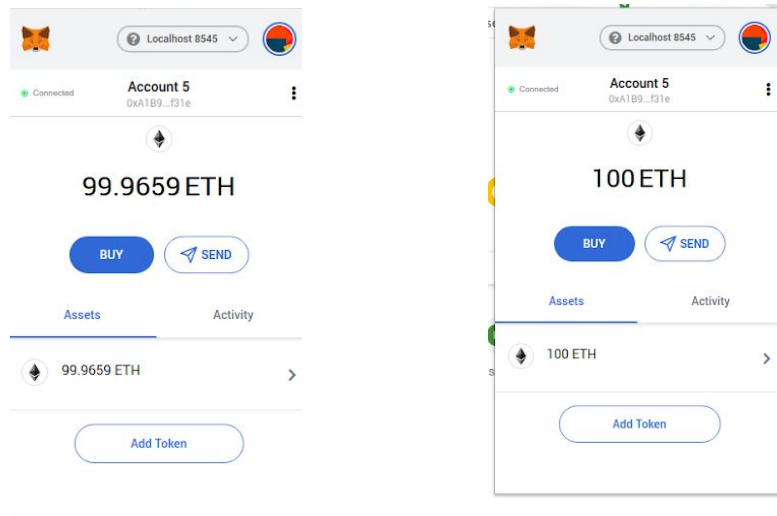 Localhost 8545
Connected
Account 5
0xA1B9...f31e
99.9659 ETH
BUY
SEND
Assets
Activity
99.9659 ETH
Add Token
Localhost 8545
Connected
Account 5
0xA1B9...f31e
100 ETH
BUY
SEND
Assets
Activity
100 ETH
Add Token